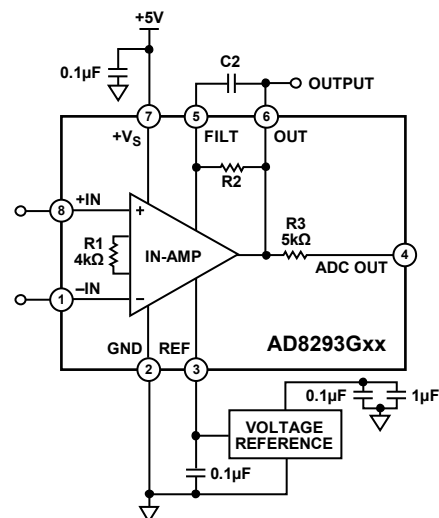 +5V
0.1µF
C2
OUTPUT
7
5
6
+VS
FILT
OUT
R2
8
+IN
+
R1
4kΩ
IN-AMP
R3
5kΩ
4
ADC OUT
1
–IN
–
GND
REF
AD8293Gxx
2
3
0.1µF
1µF
VOLTAGE
REFERENCE
0.1µF